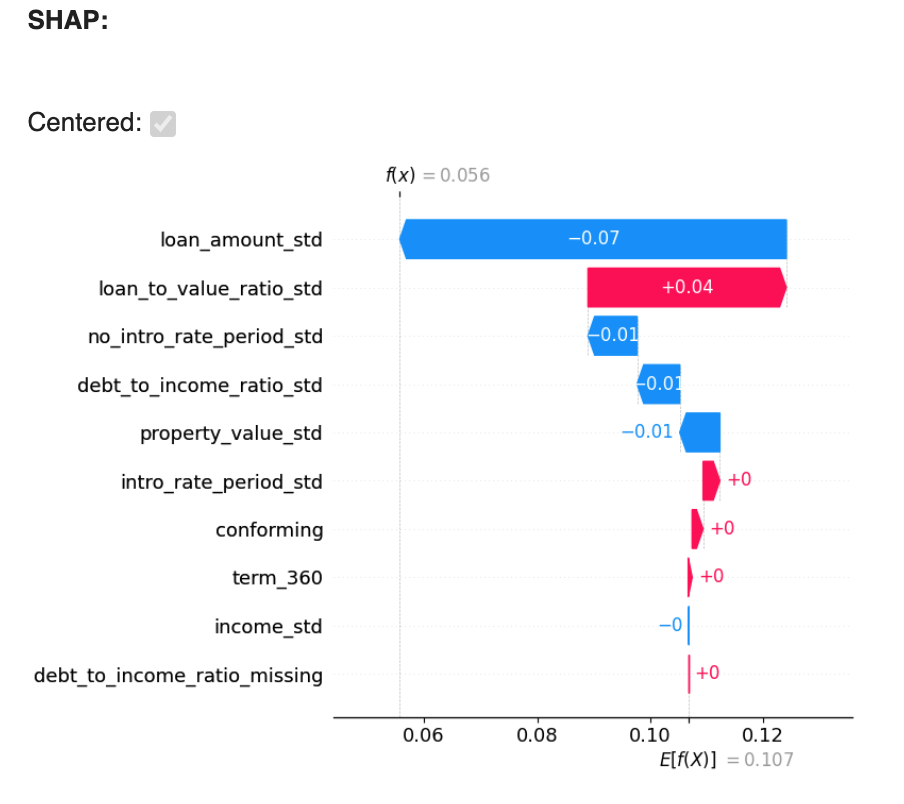 SHAP:
Centered:
f(x) = 0.056
loan_amount_std −0.07
loan_to_value_ratio_std +0.04
no_intro_rate_period_std −0.01
debt_to_income_ratio_std −0.01
property_value_std −0.01
intro_rate_period_std +0
conforming +0
term_360 +0
income_std −0
debt_to_income_ratio_missing +0
0.06 0.08 0.10 0.12
E[f(X)] = 0.107